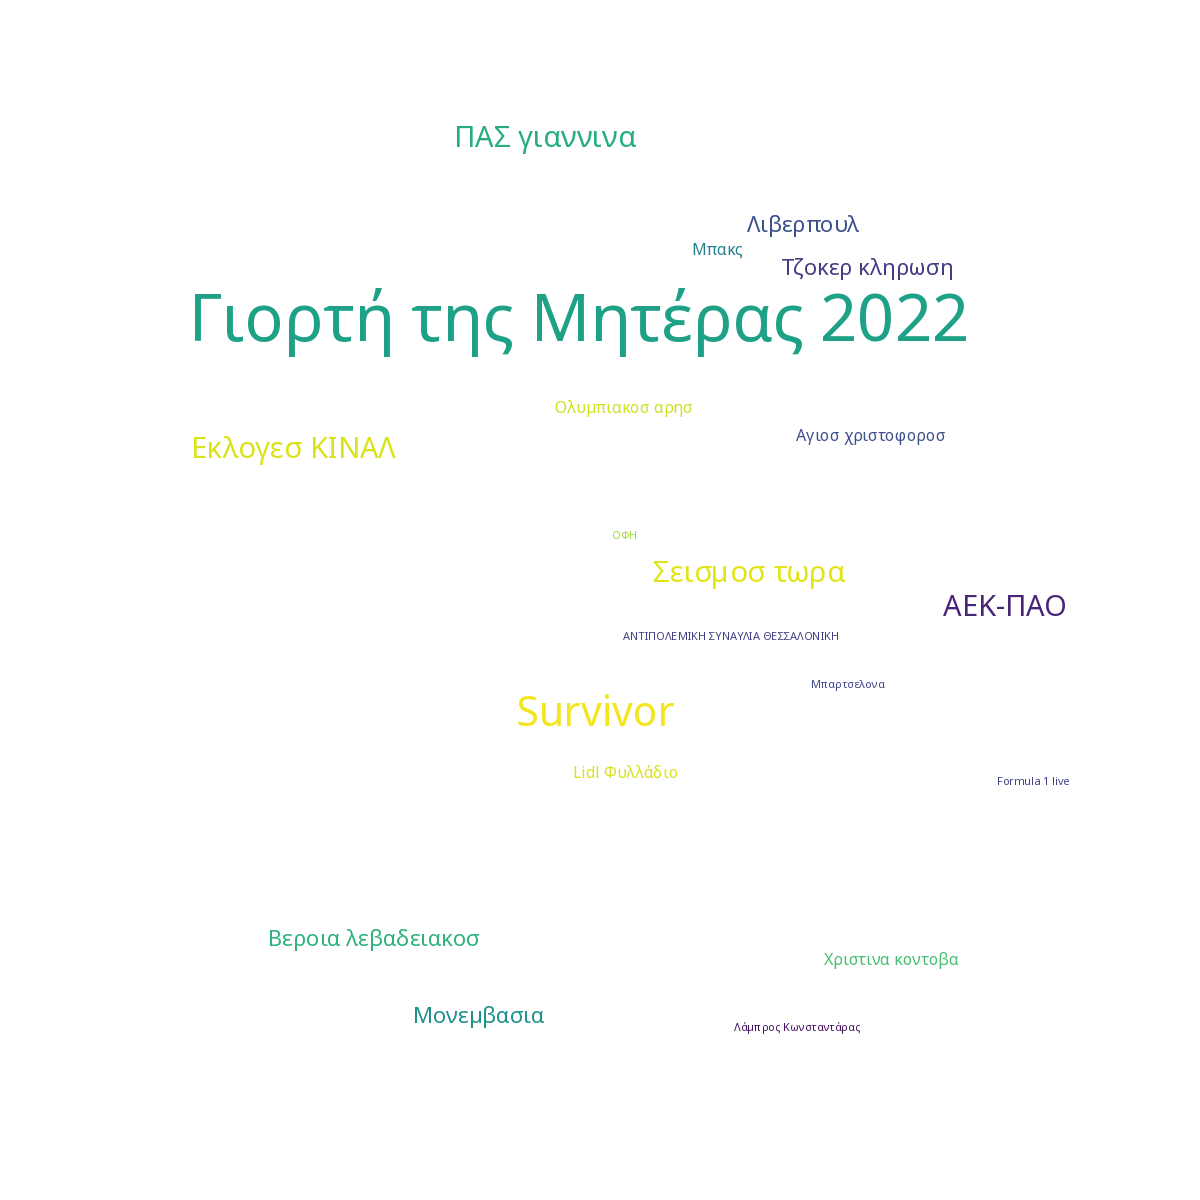 ΠΑΣ γιαννινα
Λιβερπουλ
Μπακς
Τζοκερ κληρωση
Γιορτή της Μητέρας 2022
Ολυμπιακοσ αρησ
Αγιοσ χριστοφοροσ
Εκλογεσ ΚΙΝΑΛ
ΟΦΗ
Σεισμοσ τωρα
ΑΕΚ-ΠΑΟ
ΑΝΤΙΠΟΛΕΜΙΚΗ ΣΥΝΑΥΛΙΑ ΘΕΣΣΑΛΟΝΙΚΗ
Μπαρτσελονα
Survivor
Lidl Φυλλάδιο
Formula 1 live
Βεροια λεβαδειακοσ
Χριστινα κοντοβα
Μονεμβασια
Λάμπρος Κωνσταντάρας